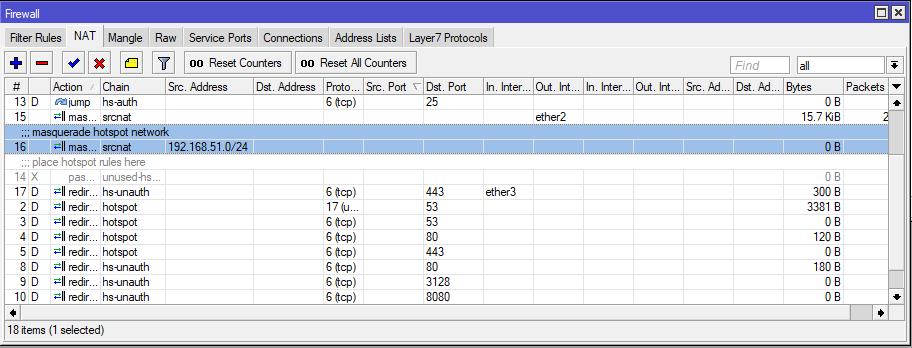 Firewall
Filter Rules NAT Mangle Raw Service Ports Connections Address Lists Layer7 Protocols
00 Reset Counters 00 Reset All Counters Find all
# Action Chain Src. Address Dst. Address Proto... Src. Port Dst. Port In. Inter... Out. Int... In. Inter... Out. Int... Src. Ad... Dst. Ad... Bytes Packets
13 D jump hs-auth 6 (tcp) 25 0 B
15 mas... srcnat ether2 15.7 KiB 2
;;; masquerade hotspot network
16 mas... srcnat 192.168.51.0/24 0 B
;;; place hotspot rules here
14 X pas... unused-hs... 0 B
17 D redir... hs-unauth 6 (tcp) 443 ether3 300 B
2 D redir... hotspot 17 (u... 53 3381 B
3 D redir... hotspot 6 (tcp) 53 0 B
4 D redir... hotspot 6 (tcp) 80 120 B
5 D redir... hotspot 6 (tcp) 443 0 B
8 D redir... hs-unauth 6 (tcp) 80 180 B
9 D redir... hs-unauth 6 (tcp) 3128 0 B
10 D redir... hs-unauth 6 (tcp) 8080 0 B
18 items (1 selected)